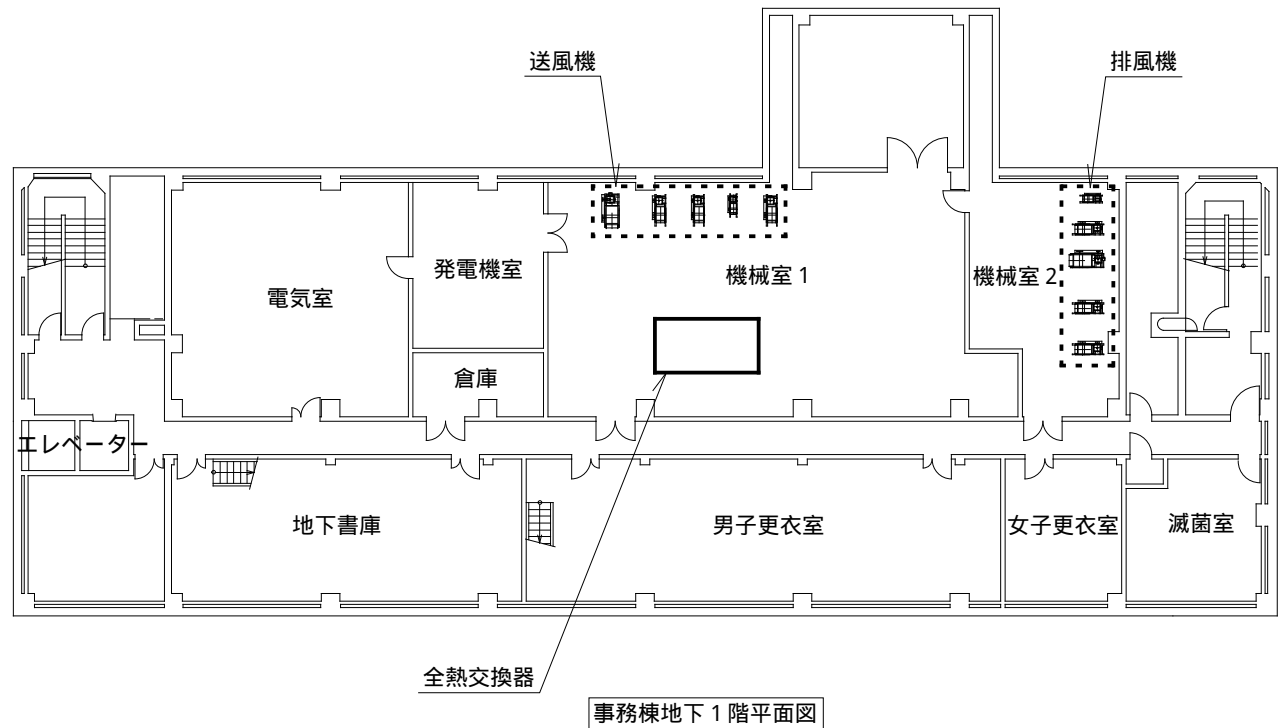 送風機
排風機
発電機室
電気室
機械室 1
機械室 2
倉庫
エレベーター
地下書庫
男子更衣室
女子更衣室
滅菌室
全熱交換器
事務棟地下 1 階平面図